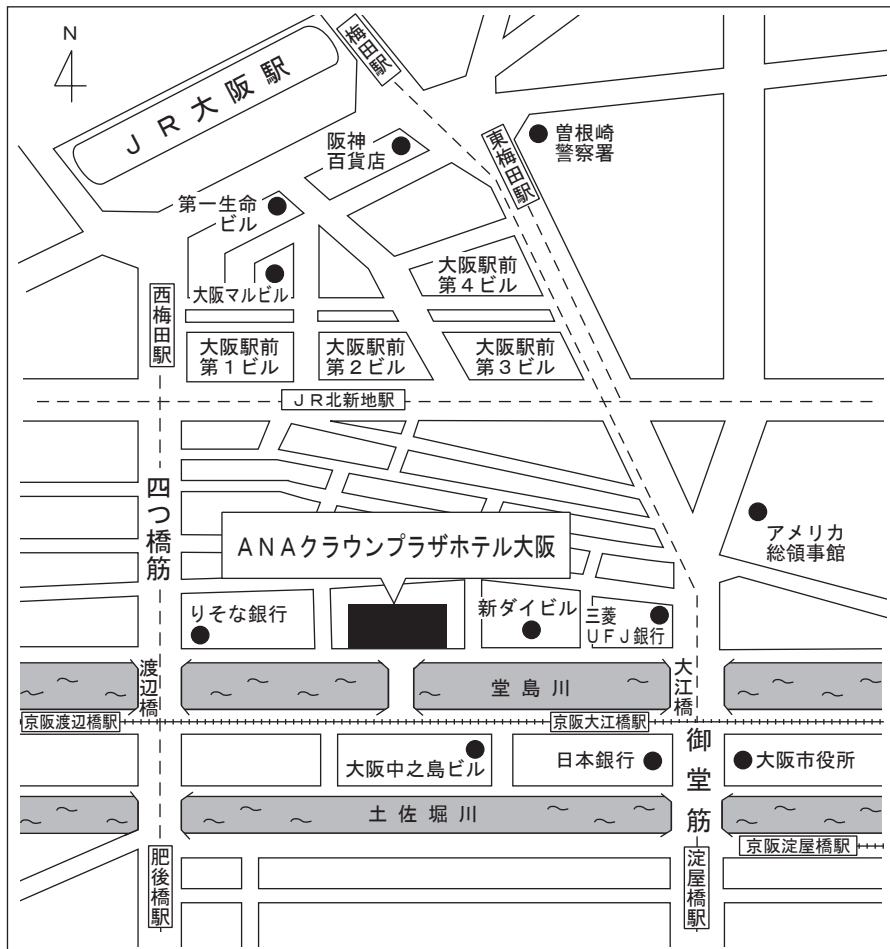 N
梅田駅
JR大阪駅
阪神
百貨店
東梅田駅
曽根崎
警察署
第一生命
ビル
大阪マルビル
大阪駅前
第4ビル
西梅田駅
大阪駅前
第1ビル
大阪駅前
第2ビル
大阪駅前
第3ビル
JR北新地駅
四つ橋筋
ANAクラウンプラザホテル大阪
アメリカ
総領事館
りそな銀行
新ダイビル
三菱
UFJ銀行
渡辺橋
堂島川
大江橋
京阪渡辺橋駅
京阪大江橋駅
御堂筋
大阪中之島ビル
日本銀行
大阪市役所
土佐堀川
京阪淀屋橋駅
肥後橋駅
淀屋橋駅